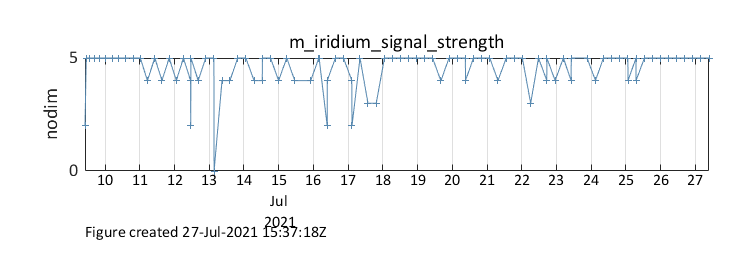 m_iridium_signal_strength
5
nodim
0
10 11 12 13 14 15 16 17 18 19 20 21 22 23 24 25 26 27
Jul
2021
Figure created 27-Jul-2021 15:37:18Z